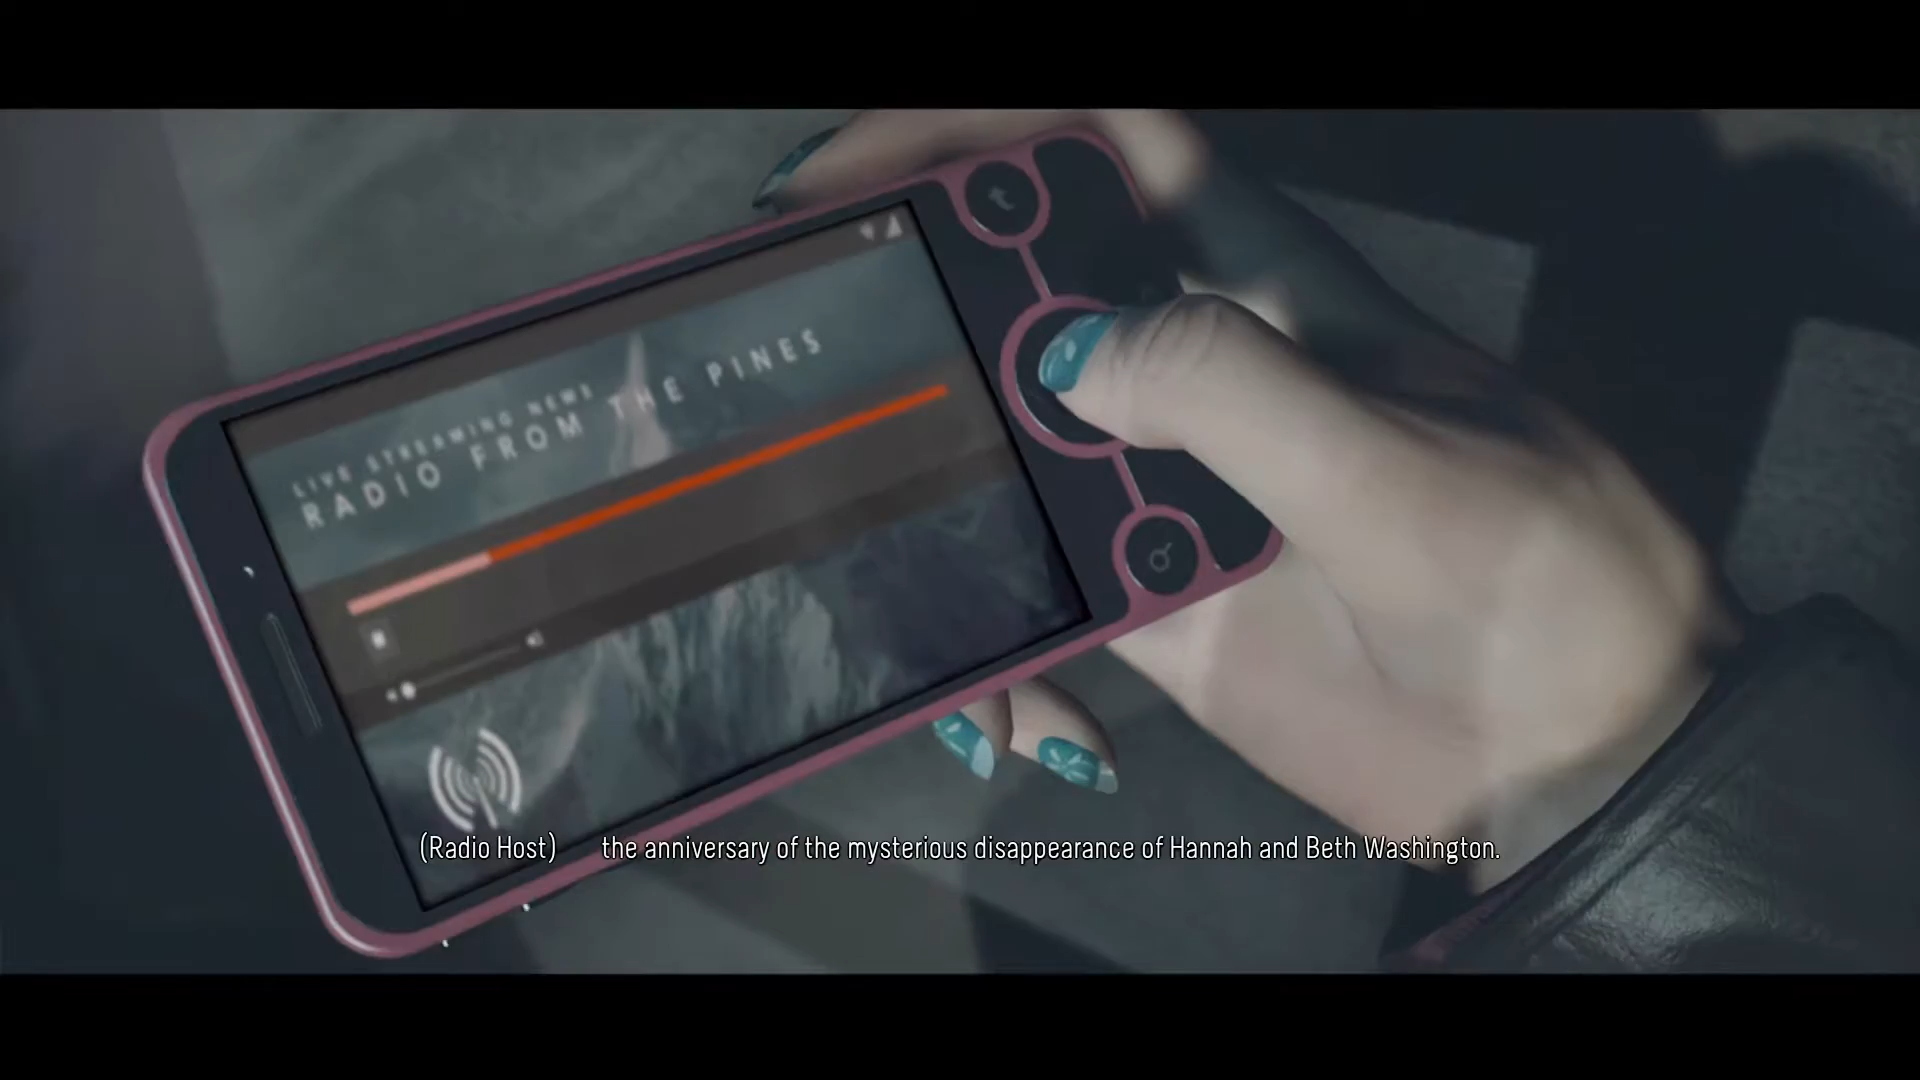 LIVE STREAMING NEWS
RADIO FROM THE PINES
(Radio Host) the anniversary of the mysterious disappearance of Hannah and Beth Washington.